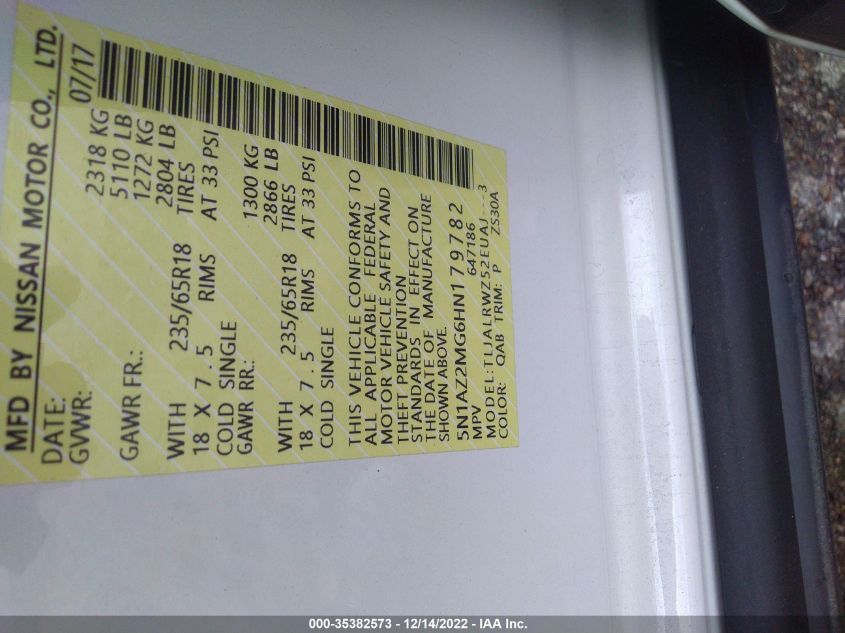 MFD BY NISSAN MOTOR CO., LTD.
DATE: 07/17
GVWR: 2318 KG
5110 LB
GAWR FR.: 1272 KG
2804 LB
WITH 235/65R18 TIRES
18 X 7.5 RIMS AT 33 PSI
COLD SINGLE
GAWR RR.: 1300 KG
2866 LB
WITH 235/65R18 TIRES
18 X 7.5 RIMS AT 33 PSI
COLD SINGLE
THIS VEHICLE CONFORMS TO
ALL APPLICABLE FEDERAL
MOTOR VEHICLE SAFETY AND
THEFT PREVENTION
STANDARDS IN EFFECT ON
THE DATE OF MANUFACTURE
SHOWN ABOVE.
5N1AZ2MG6HN179782
MPV 647186
MODEL: TLJALRWZ52EUAJ---3
COLOR: QAB TRIM: P ZS30A
000-35382573 - 12/14/2022 - IAA Inc.